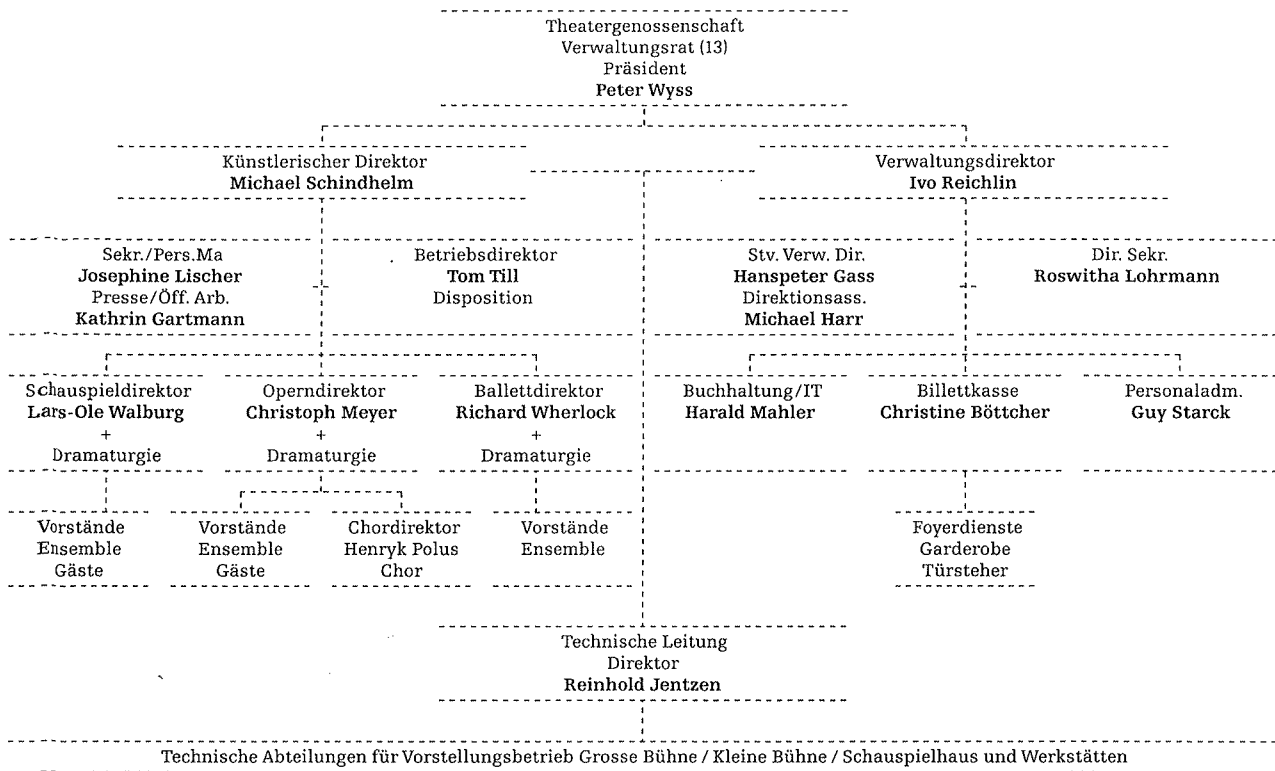 Theatergenossenschaft
Verwaltungsrat (13)
Präsident
Peter Wyss
Künstlerischer Direktor
Michael Schindhelm
Verwaltungsdirektor
Ivo Reichlin
Sekr./Pers.Ma
Josephine Lischer
Presse/Öff. Arb.
Kathrin Gartmann
Betriebsdirektor
Tom Till
Disposition
Stv. Verw. Dir.
Hanspeter Gass
Direktionsass.
Michael Harr
Dir. Sekr.
Roswitha Lohrmann
Schauspieldirektor
Lars-Ole Walburg
+
Dramaturgie
Operndirektor
Christoph Meyer
+
Dramaturgie
Ballettdirektor
Richard Wherlock
+
Dramaturgie
Buchhaltung/IT
Harald Mahler
Billettkasse
Christine Böttcher
Personaladm.
Guy Starck
Vorstände
Ensemble
Gäste
Vorstände
Ensemble
Gäste
Chordirektor
Henryk Polus
Chor
Vorstände
Ensemble
Foyerdienste
Garderobe
Türsteher
Technische Leitung
Direktor
Reinhold Jentzen
Technische Abteilungen für Vorstellungsbetrieb Grosse Bühne / Kleine Bühne / Schauspielhaus und Werkstätten